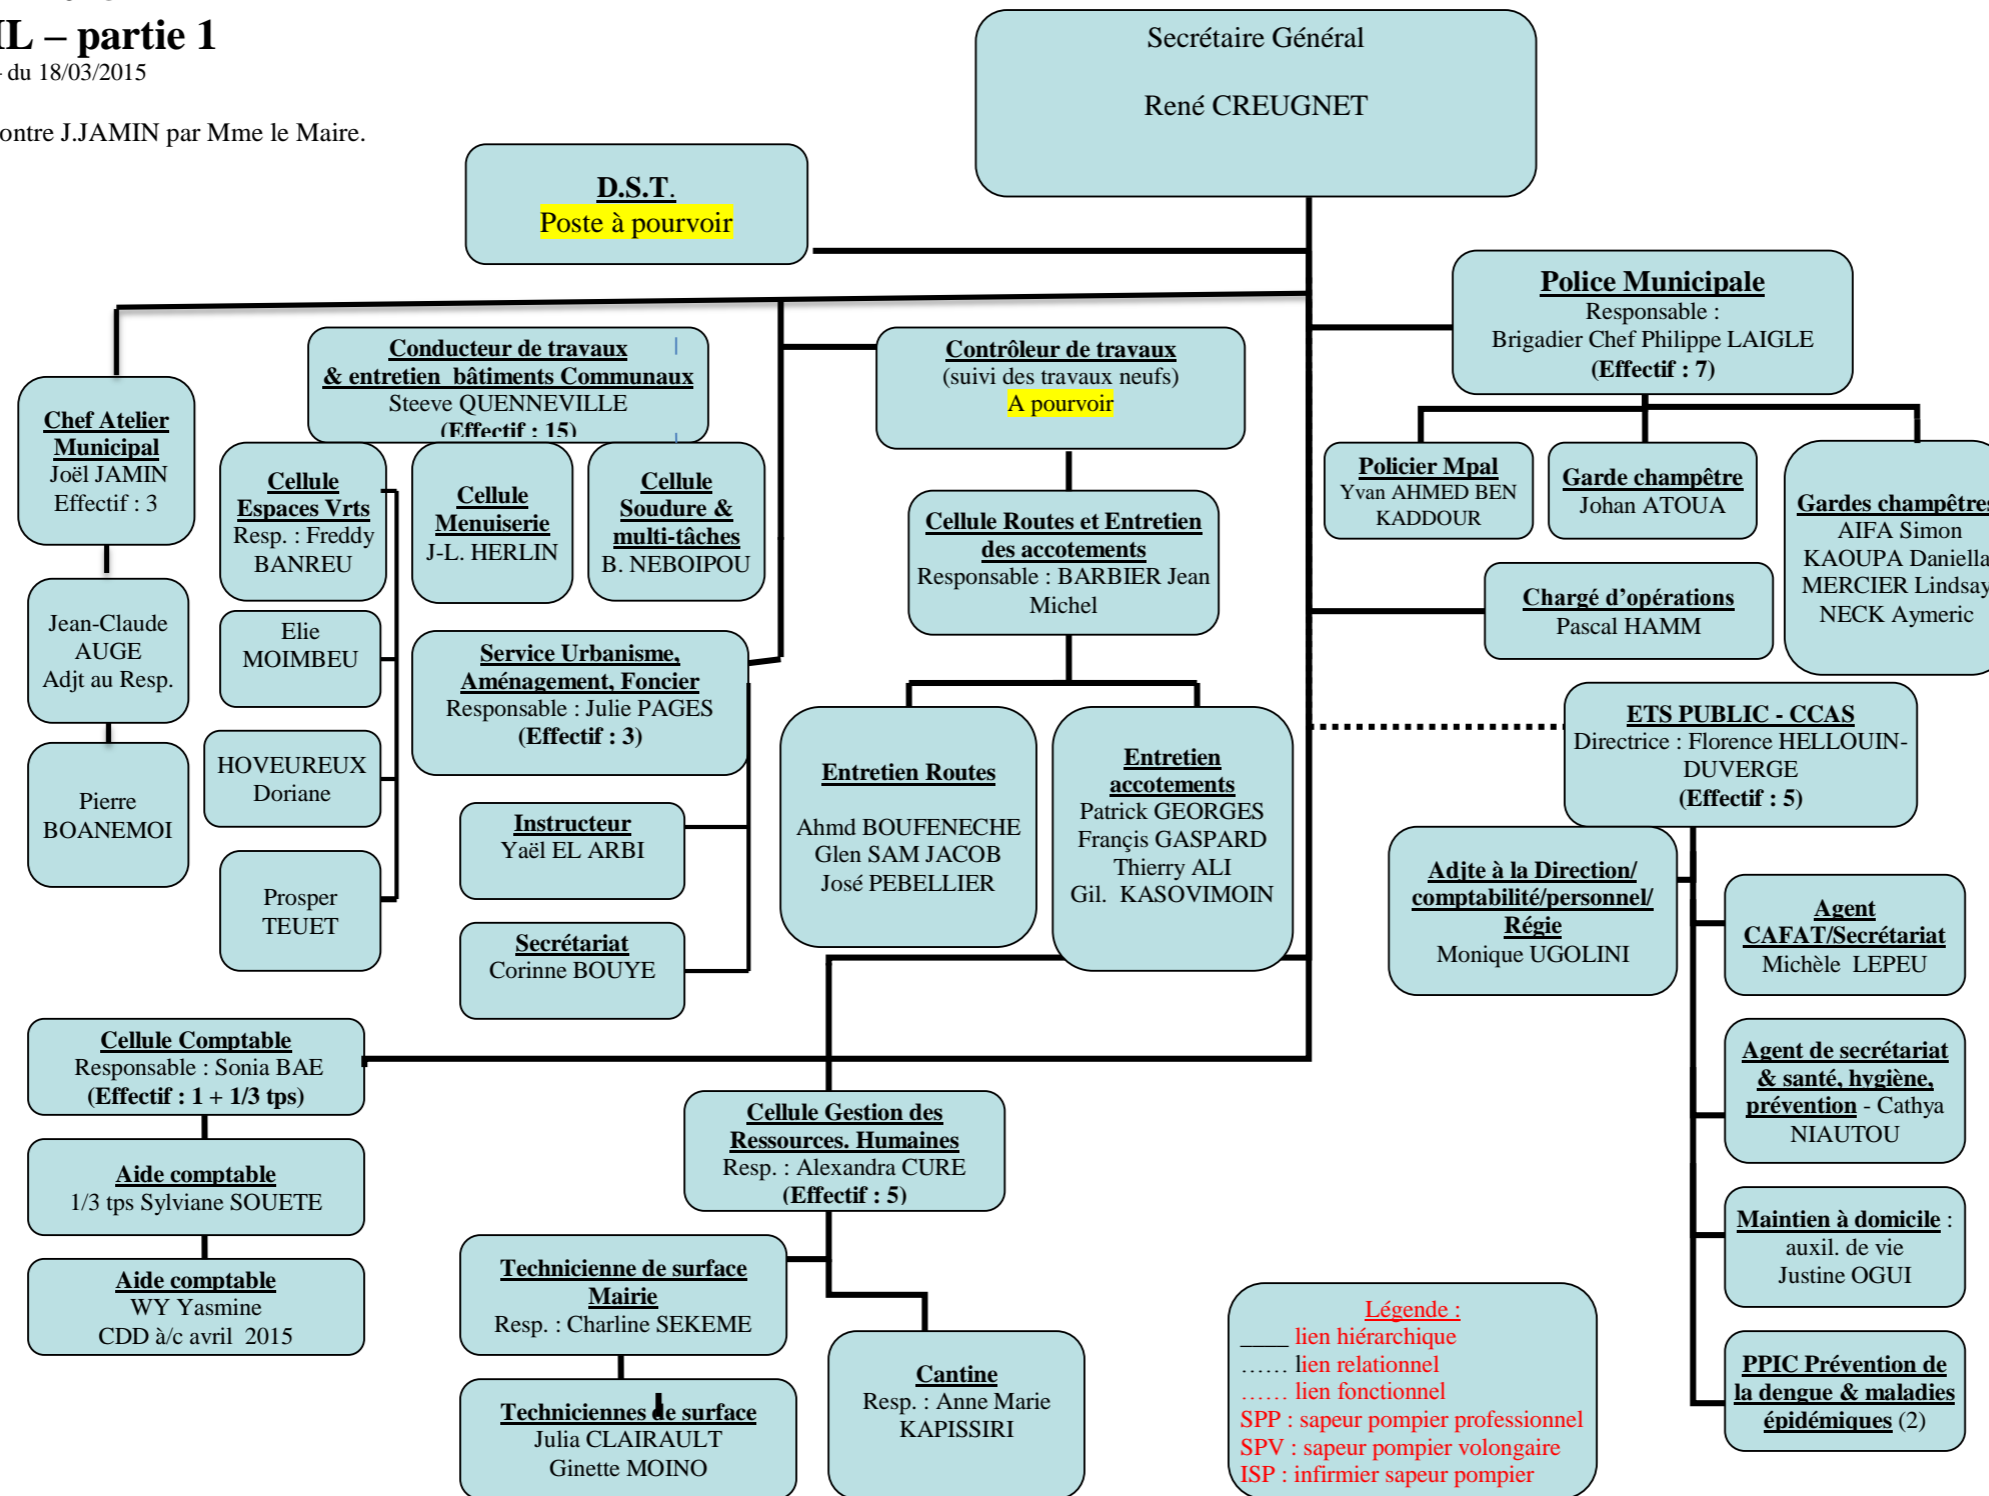 IL – partie 1
- du 18/03/2015
ontre J.JAMIN par Mme le Maire.
Secrétaire Général
René CREUGNET
D.S.T.
Poste à pourvoir
Police Municipale
Responsable :
Brigadier Chef Philippe LAIGLE
(Effectif : 7)
Conducteur de travaux
& entretien bâtiments Communaux
Steeve QUENNEVILLE
(Effectif : 15)
Contrôleur de travaux
(suivi des travaux neufs)
A pourvoir
Chef Atelier
Municipal
Joël JAMIN
Effectif : 3
Cellule
Espaces Vrts
Resp. : Freddy
BANREU
Cellule
Menuiserie
J-L. HERLIN
Cellule
Soudure &
multi-tâches
B. NEBOIPOU
Policier Mpal
Yvan AHMED BEN
KADDOUR
Garde champêtre
Johan ATOUA
Gardes champêtres
AIFA Simon
KAOUPA Daniella
MERCIER Lindsay
NECK Aymeric
Cellule Routes et Entretien
des accotements
Responsable : BARBIER Jean
Michel
Chargé d’opérations
Pascal HAMM
Jean-Claude
AUGE
Adjt au Resp.
Elie
MOIMBEU
Service Urbanisme,
Aménagement, Foncier
Responsable : Julie PAGES
(Effectif : 3)
ETS PUBLIC - CCAS
Directrice : Florence HELLOUIN-
DUVERGE
(Effectif : 5)
Pierre
BOANEMOI
HOVEUREUX
Doriane
Entretien Routes
Ahmd BOUFENECHE
Glen SAM JACOB
José PEBELLIER
Entretien
accotements
Patrick GEORGES
Françis GASPARD
Thierry ALI
Gil. KASOVIMOIN
Instructeur
Yaël EL ARBI
Prosper
TEUET
Secrétariat
Corinne BOUYE
Adjte à la Direction/
comptabilité/personnel/
Régie
Monique UGOLINI
Agent
CAFAT/Secrétariat
Michèle LEPEU
Cellule Comptable
Responsable : Sonia BAE
(Effectif : 1 + 1/3 tps)
Agent de secrétariat
& santé, hygiène,
prévention - Cathya
NIAUTOU
Cellule Gestion des
Ressources. Humaines
Resp. : Alexandra CURE
(Effectif : 5)
Aide comptable
1/3 tps Sylviane SOUETE
Maintien à domicile :
auxil. de vie
Justine OGUI
Aide comptable
WY Yasmine
CDD à/c avril 2015
Technicienne de surface
Mairie
Resp. : Charline SEKEME
Cantine
Resp. : Anne Marie
KAPISSIRI
Techniciennes de surface
Julia CLAIRAULT
Ginette MOINO
PPIC Prévention de
la dengue & maladies
épidémiques (2)
Légende :
____ lien hiérarchique
…… lien relationnel
…… lien fonctionnel
SPP : sapeur pompier professionnel
SPV : sapeur pompier volongaire
ISP : infirmier sapeur pompier